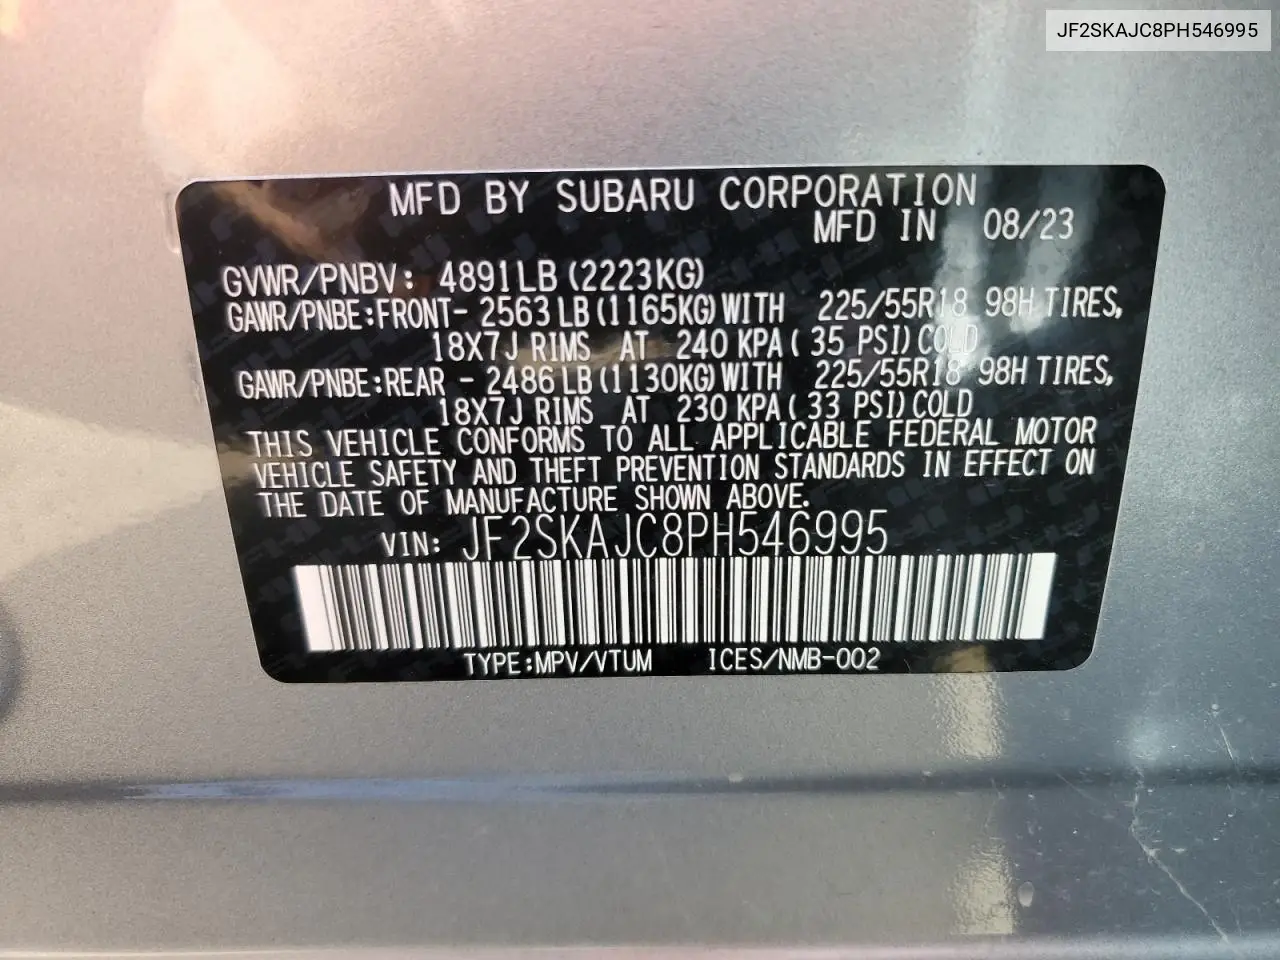 JF2SKAJC8PH546995
MFD BY SUBARU CORPORATION
MFD IN 08/23
GVWR/PNBV: 4891LB (2223KG)
GAWR/PNBE:FRONT- 2563 LB (1165KG) WITH 225/55R18 98H TIRES,
18X7J RIMS AT 240 KPA ( 35 PSI) COLD
GAWR/PNBE:REAR - 2486 LB (1130KG) WITH 225/55R18 98H TIRES,
18X7J RIMS AT 230 KPA ( 33 PSI) COLD
THIS VEHICLE CONFORMS TO ALL APPLICABLE FEDERAL MOTOR
VEHICLE SAFETY AND THEFT PREVENTION STANDARDS IN EFFECT ON
THE DATE OF MANUFACTURE SHOWN ABOVE.
VIN: JF2SKAJC8PH546995
TYPE:MPV/VTUM ICES/NMB-002